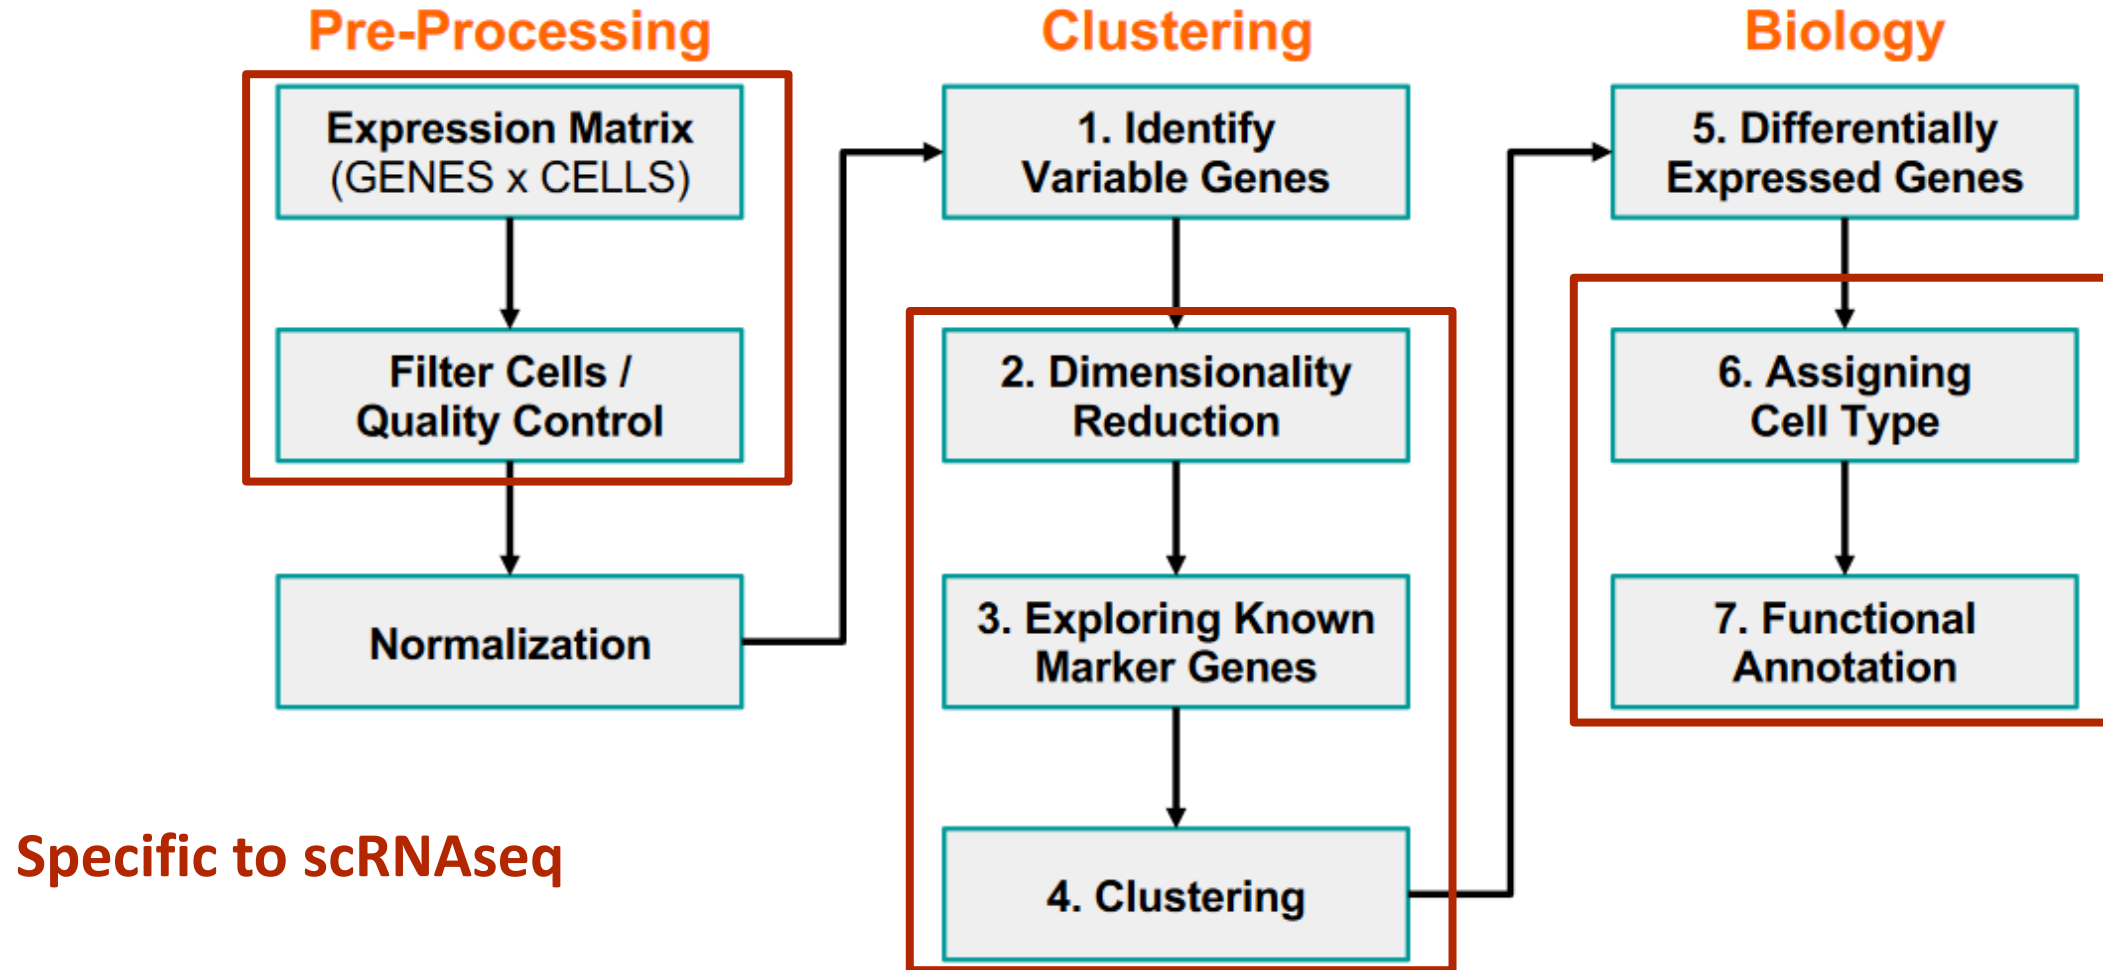 Pre-Processing
Expression Matrix
(GENES x CELLS)
Filter Cells /
Quality Control
Normalization
Clustering
1. Identify
Variable Genes
2. Dimensionality
Reduction
3. Exploring Known
Marker Genes
4. Clustering
Biology
5. Differentially
Expressed Genes
6. Assigning
Cell Type
7. Functional
Annotation
Specific to scRNAseq